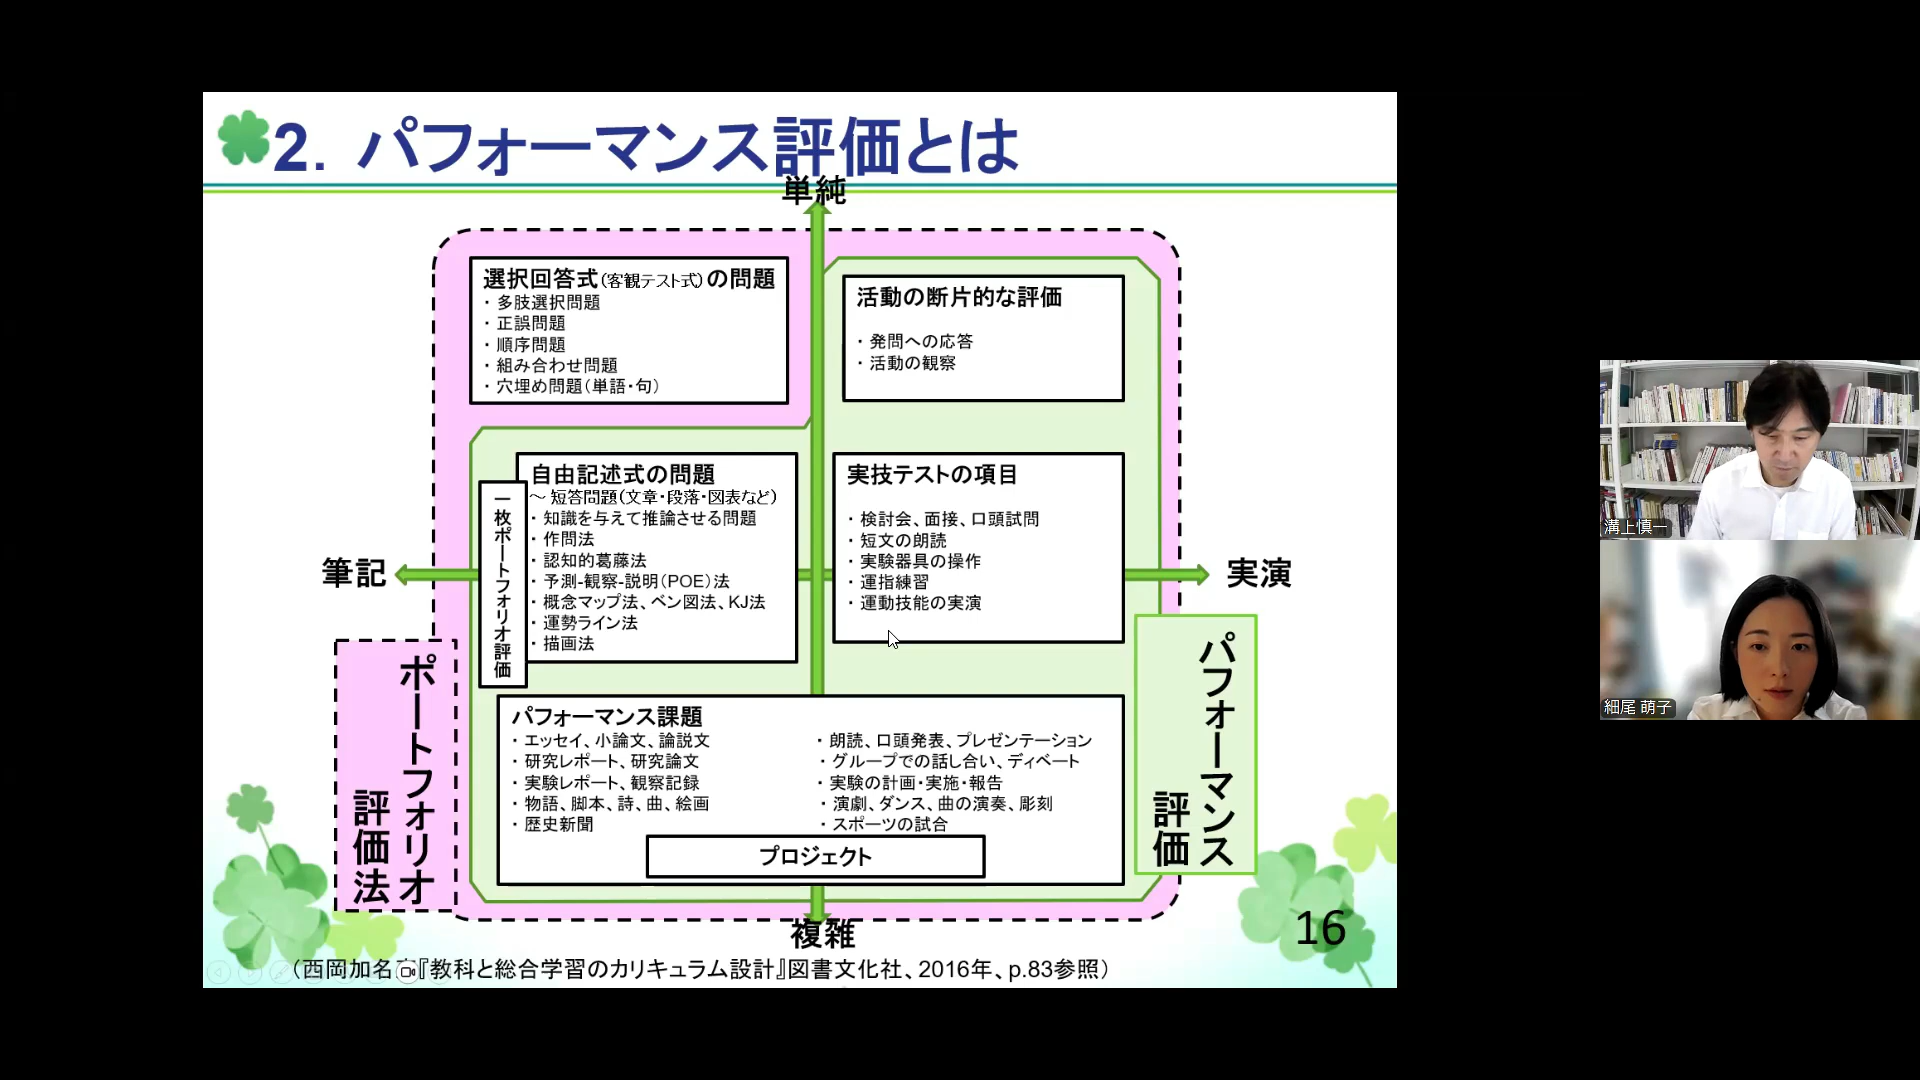 2．パフォーマンス評価とは
単純
選択回答式(客観テスト式)の問題
・多肢選択問題
・正誤問題
・順序問題
・組み合わせ問題
・穴埋め問題(単語・句)
活動の断片的な評価
・発問への応答
・活動の観察
自由記述式の問題
～短答問題(文章・段落・図表など)
・知識を与えて推論させる問題
・作問法
・認知的葛藤法
・予測-観察-説明(POE)法
・概念マップ法、ベン図法、KJ法
・運勢ライン法
・描画法
一枚ポートフォリオ評価
実技テストの項目
・検討会、面接、口頭試問
・短文の朗読
・実験器具の操作
・運指練習
・運動技能の実演
筆記
実演
パフォーマンス課題
・エッセイ、小論文、論説文
・研究レポート、研究論文
・実験レポート、観察記録
・物語、脚本、詩、曲、絵画
・歴史新聞
・朗読、口頭発表、プレゼンテーション
・グループでの話し合い、ディベート
・実験の計画・実施・報告
・演劇、ダンス、曲の演奏、彫刻
・スポーツの試合
プロジェクト
ポートフォリオ
評価法
パフォーマンス
評価
複雑
16
(西岡加名『教科と総合学習のカリキュラム設計』図書文化社、2016年、p.83参照)
溝上慎一
細尾 萌子